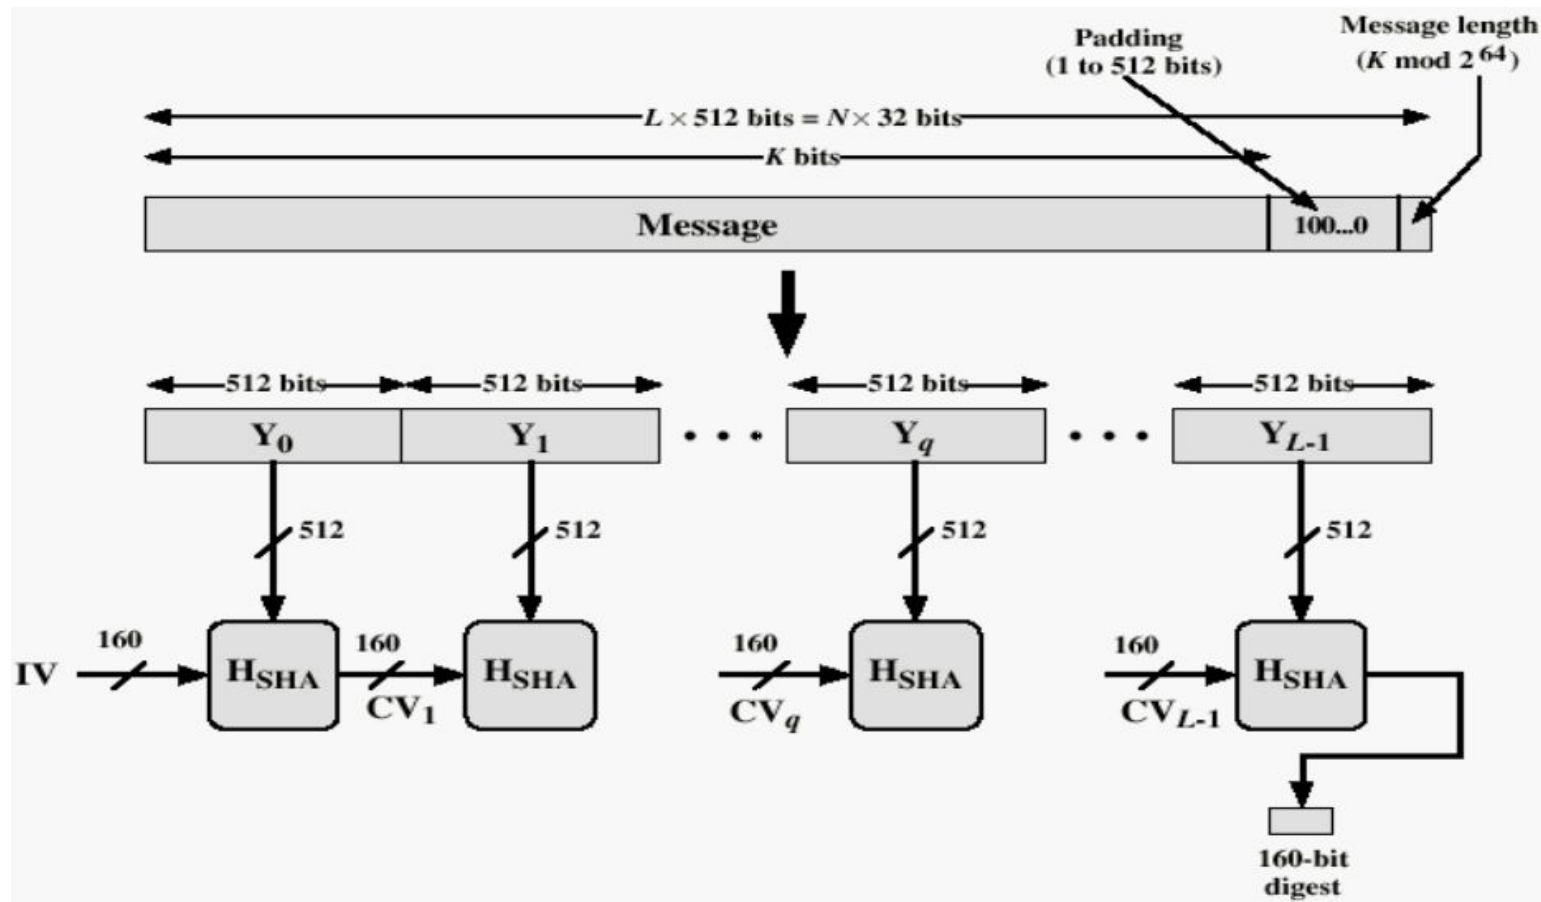 Padding
(1 to 512 bits)
Message length
(K mod 2^64)
L × 512 bits = N × 32 bits
K bits
Message
100...0
512 bits
512 bits
512 bits
512 bits
Y0
Y1
• • •
Yq
• • •
YL-1
512
512
512
512
IV
160
HSHA
160
CV1
HSHA
160
CVq
HSHA
160
CVL-1
HSHA
160-bit
digest